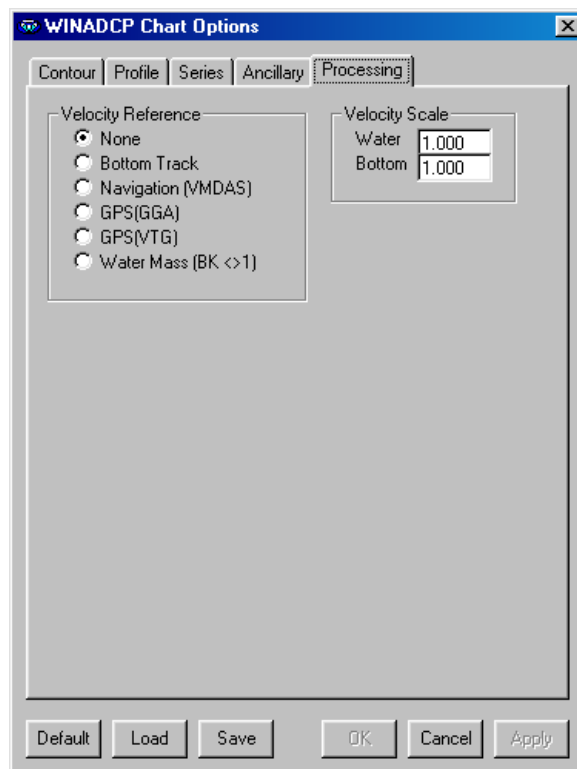 WINADCP Chart Options
Contour Profile Series Ancillary Processing
Velocity Reference
None
Bottom Track
Navigation (VMDAS)
GPS(GGA)
GPS(VTG)
Water Mass (BK <>1)
Velocity Scale
Water 1.000
Bottom 1.000
Default Load Save OK Cancel Apply